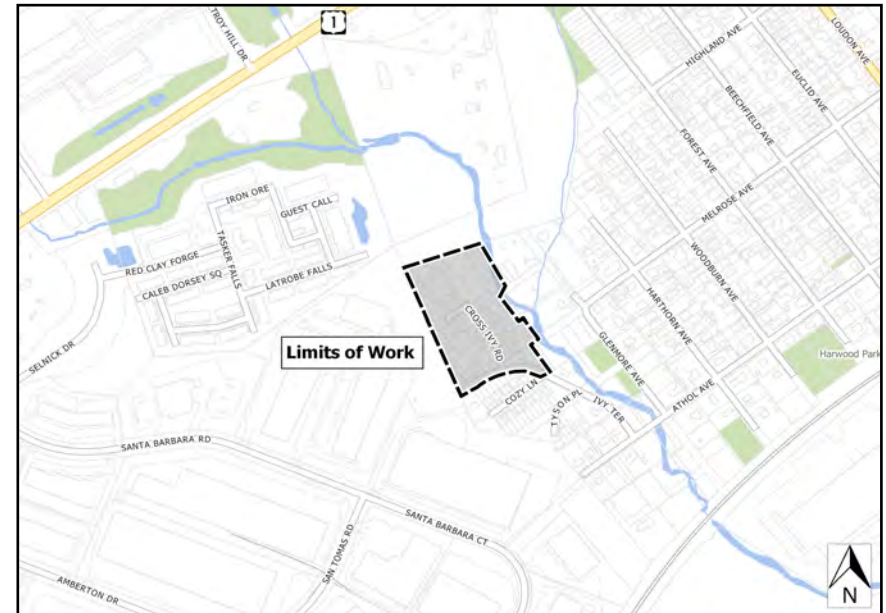 TROY HILL DR
1
HIGHLAND AVE
LOUDON AVE
EUCLID AVE
BEECHFIELD AVE
FOREST AVE
MELROSE AVE
IRON ORE
GUEST CALL
TASKER FALLS
RED CLAY FORGE
CALEB DORSEY SQ
LATROBE FALLS
WOODBURN AVE
HARTHORN AVE
SELNICK DR
CROSS IVY RD
Limits of Work
GLENMORE AVE
Harwood Park
COZY LN
ATHOL AVE
TYSON PL
IVY TER
SANTA BARBARA RD
SANTA BARBARA CT
SAN TOMAS RD
AMBERTON DR
N